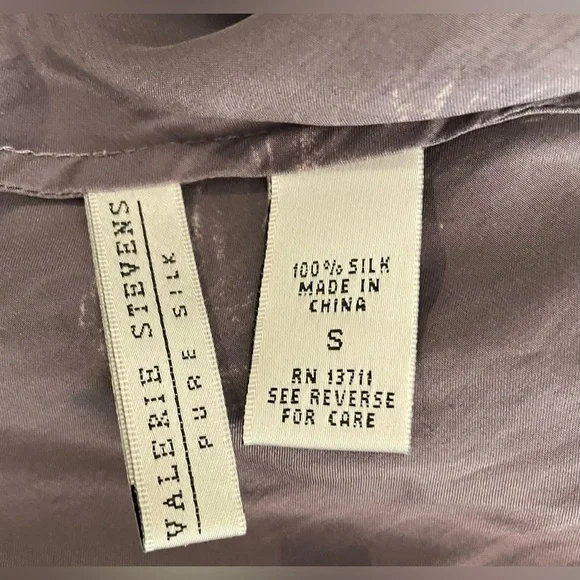 VALERIE STEVENS
PURE SILK
100% SILK
MADE IN
CHINA
S
RN 13711
SEE REVERSE
FOR CARE